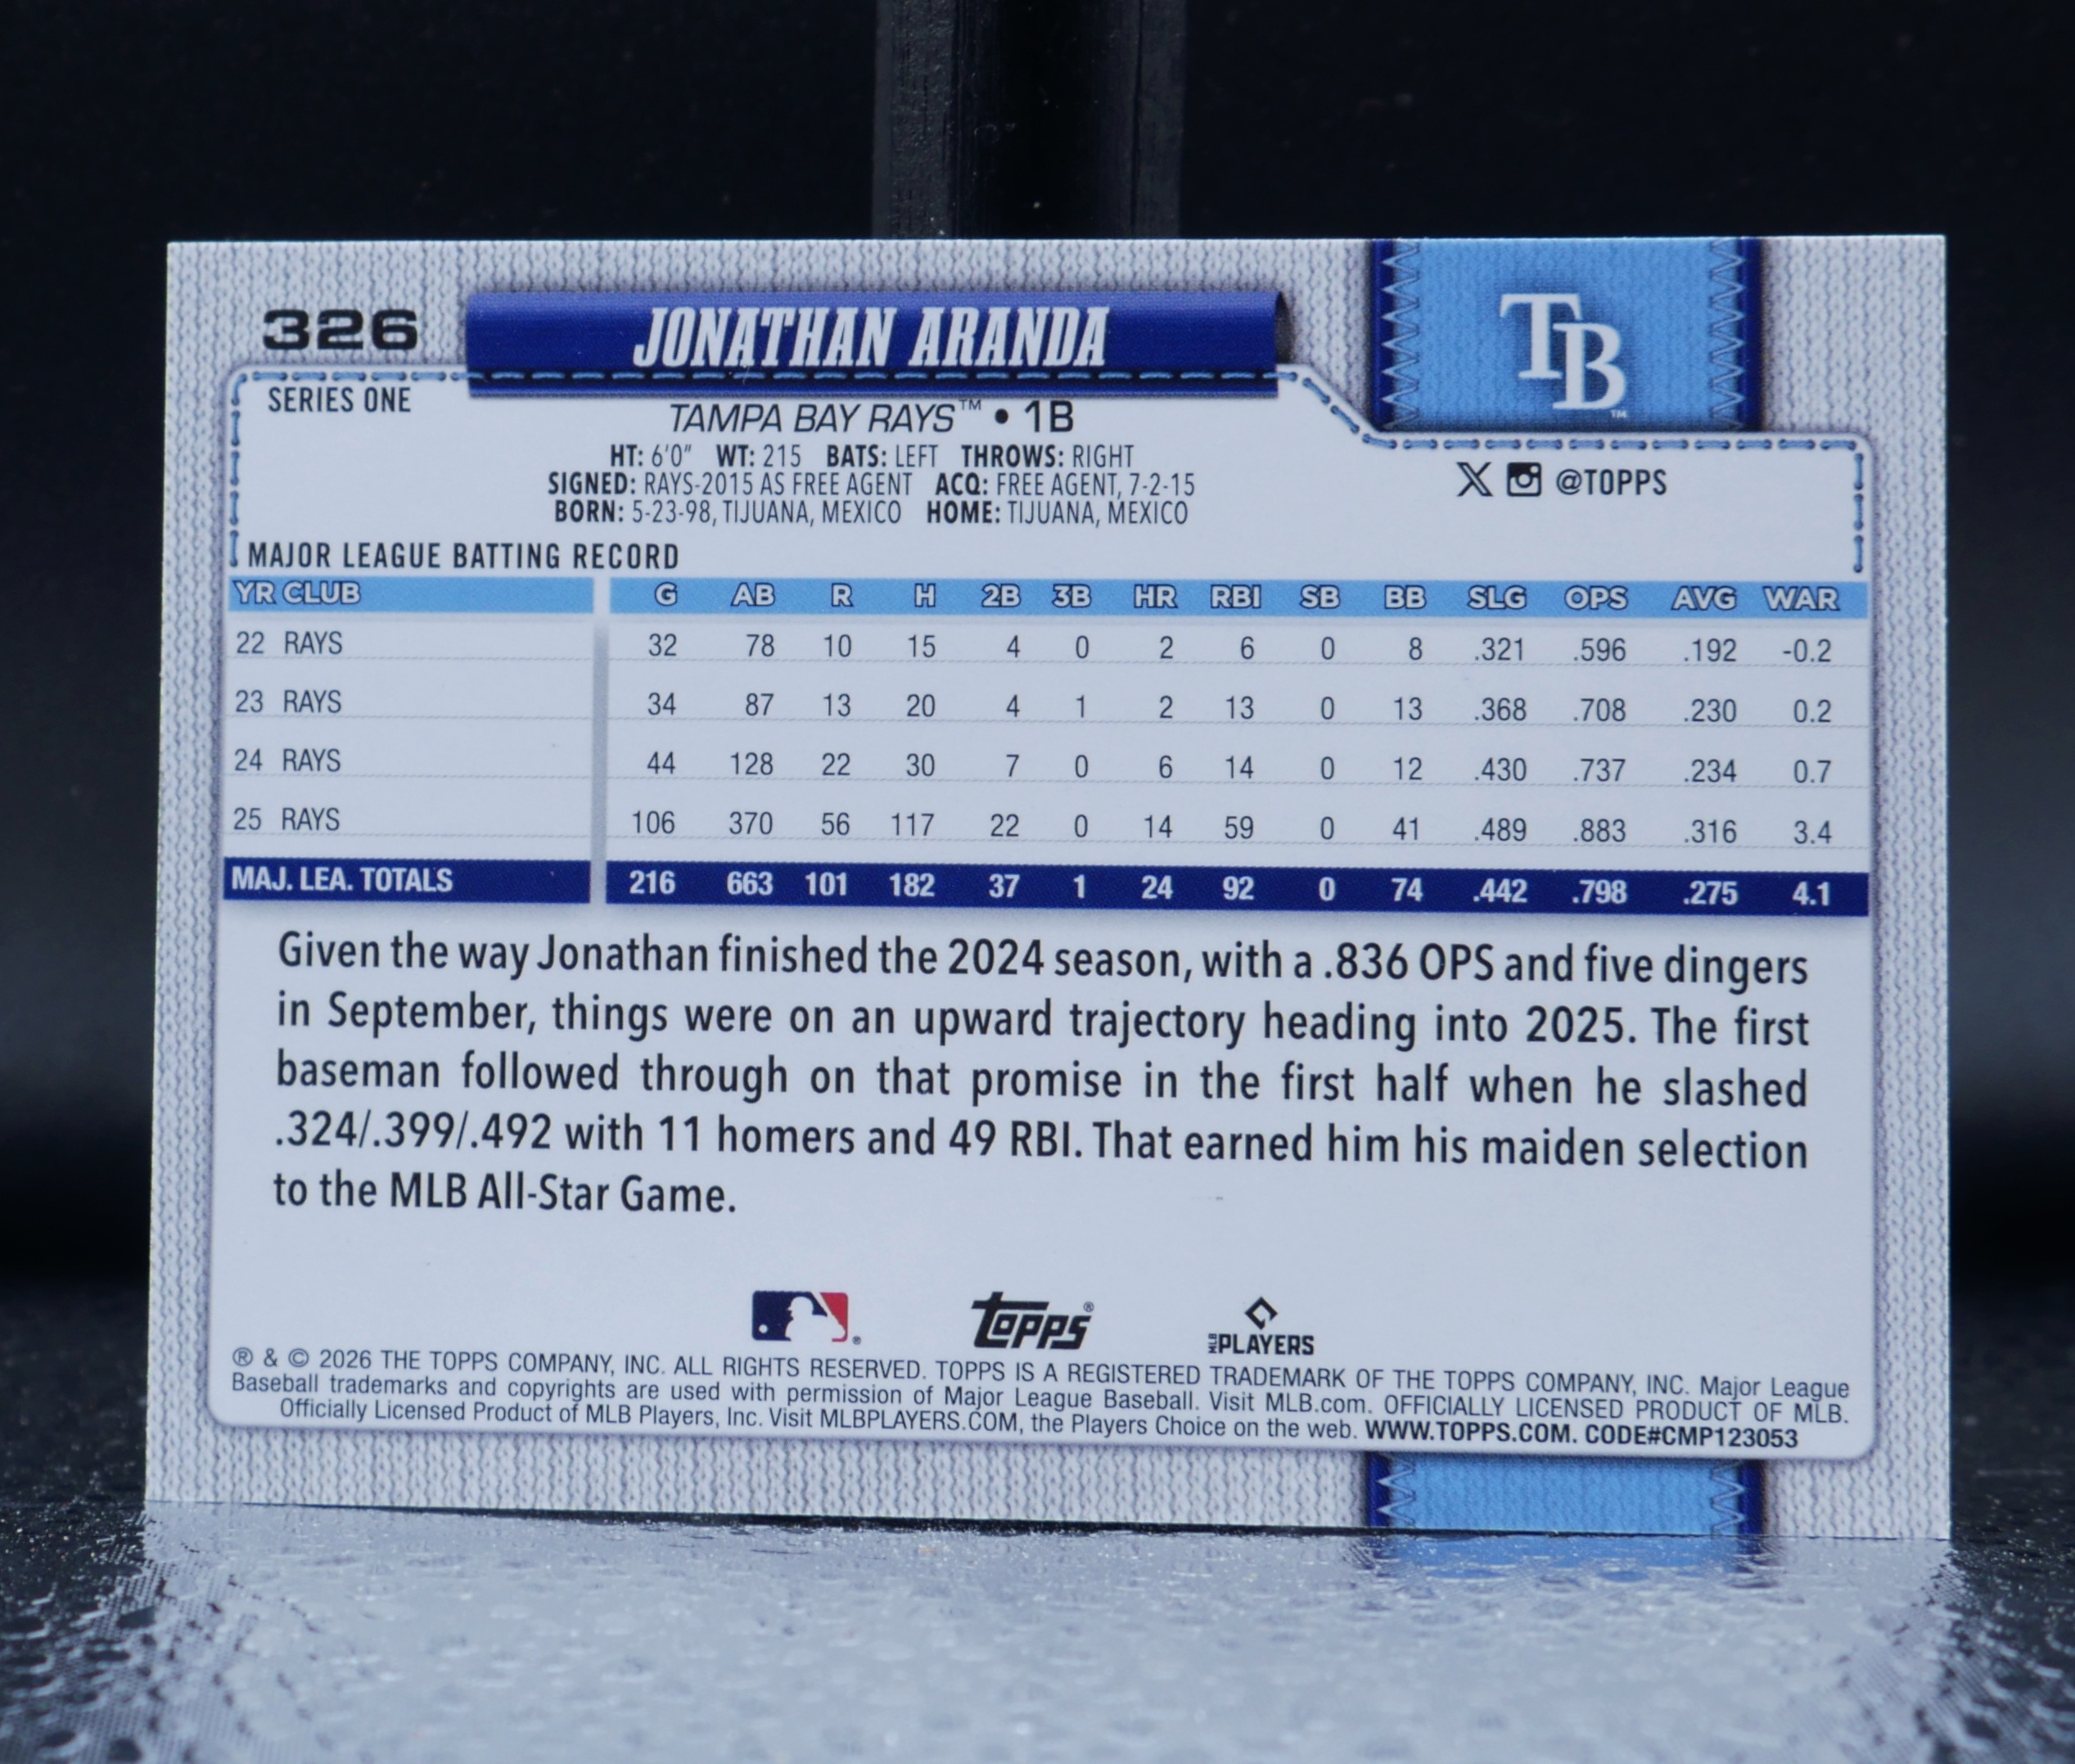 326
JONATHAN ARANDA
TB™
SERIES ONE
TAMPA BAY RAYS™ • 1B
HT: 6'0" WT: 215 BATS: LEFT THROWS: RIGHT
SIGNED: RAYS-2015 AS FREE AGENT ACQ: FREE AGENT, 7-2-15
BORN: 5-23-98, TIJUANA, MEXICO HOME: TIJUANA, MEXICO
X @TOPPS
MAJOR LEAGUE BATTING RECORD
YR CLUB G AB R H 2B 3B HR RBI SB BB SLG OPS AVG WAR
22 RAYS 32 78 10 15 4 0 2 6 0 8 .321 .596 .192 -0.2
23 RAYS 34 87 13 20 4 1 2 13 0 13 .368 .708 .230 0.2
24 RAYS 44 128 22 30 7 0 6 14 0 12 .430 .737 .234 0.7
25 RAYS 106 370 56 117 22 0 14 59 0 41 .489 .883 .316 3.4
MAJ. LEA. TOTALS 216 663 101 182 37 1 24 92 0 74 .442 .798 .275 4.1
Given the way Jonathan finished the 2024 season, with a .836 OPS and five dingers
in September, things were on an upward trajectory heading into 2025. The first
baseman followed through on that promise in the first half when he slashed
.324/.399/.492 with 11 homers and 49 RBI. That earned him his maiden selection
to the MLB All-Star Game.
®
Topps®
MLB PLAYERS
® & © 2026 THE TOPPS COMPANY, INC. ALL RIGHTS RESERVED. TOPPS IS A REGISTERED TRADEMARK OF THE TOPPS COMPANY, INC. Major League
Baseball trademarks and copyrights are used with permission of Major League Baseball. Visit MLB.com. OFFICIALLY LICENSED PRODUCT OF MLB.
Officially Licensed Product of MLB Players, Inc. Visit MLBPLAYERS.COM, the Players Choice on the web. WWW.TOPPS.COM. CODE#CMP123053